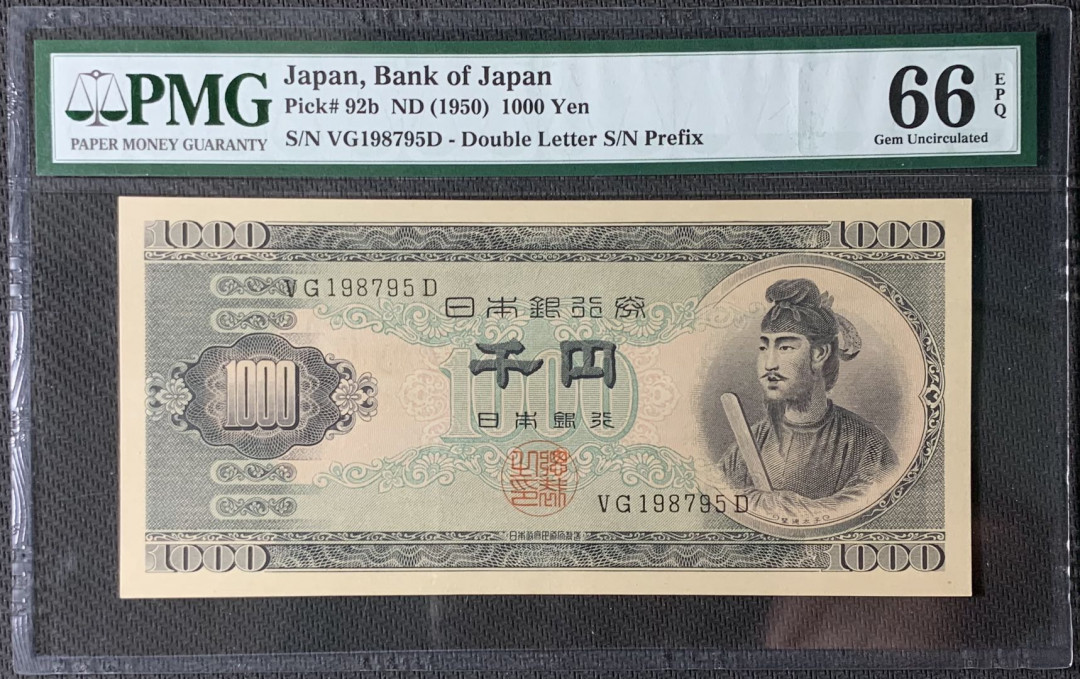 PMG
PAPER MONEY GUARANTY
Japan, Bank of Japan
Pick# 92b ND (1950) 1000 Yen
S/N VG198795D - Double Letter S/N Prefix
66
EPQ
Gem Uncirculated
1000
1000
VG198795D
日本銀行券
千円
1000
1000
日本銀行
VG198795D
1000
1000